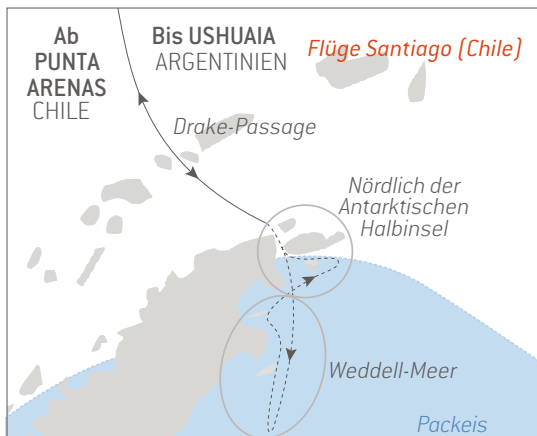 Ab
PUNTA
ARENAS
CHILE
Bis USHUAIA
ARGENTINIEN
Flüge Santiago (Chile)
Drake-Passage
Nördlich der
Antarktischen
Halbinsel
Weddell-Meer
Packeis